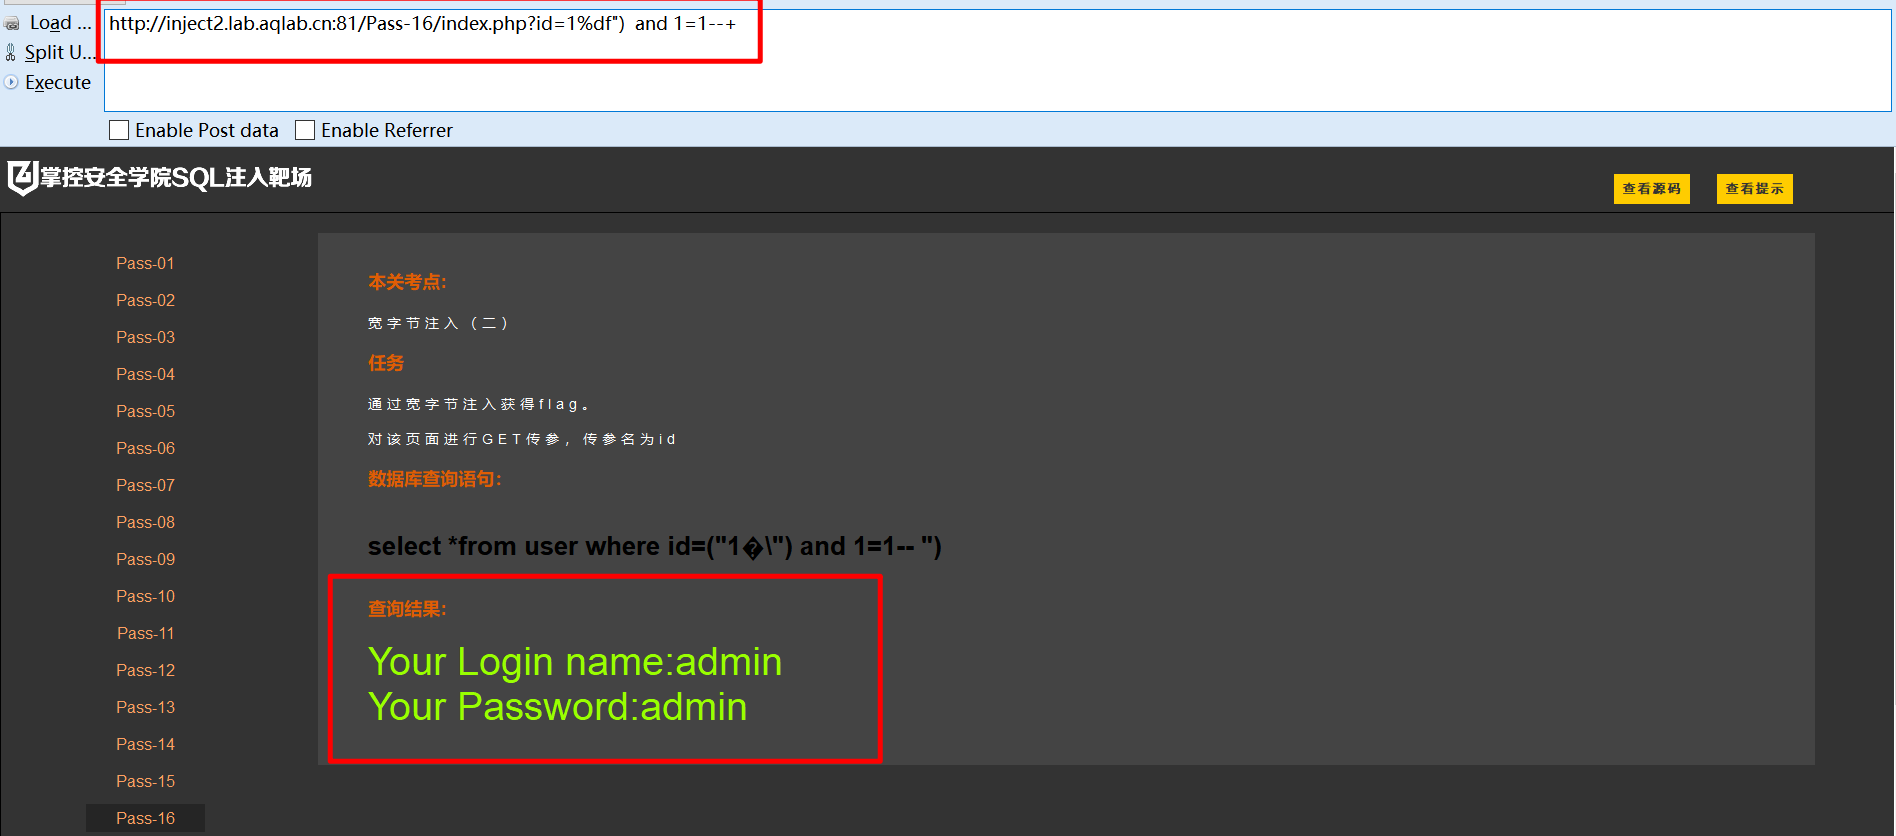 Load ...
http://inject2.lab.aqlab.cn:81/Pass-16/index.php?id=1%df")  and 1=1--+
Split U...
Execute
Enable Post data
Enable Referrer
掌控安全学院SQL注入靶场
查看源码
查看提示
Pass-01
Pass-02
Pass-03
Pass-04
Pass-05
Pass-06
Pass-07
Pass-08
Pass-09
Pass-10
Pass-11
Pass-12
Pass-13
Pass-14
Pass-15
Pass-16
本关考点:
宽字节注入（二）
任务
通过宽字节注入获得flag。
对该页面进行GET传参，传参名为id
数据库查询语句:
select *from user where id=("1�\") and 1=1-- ")
查询结果:
Your Login name:admin
Your Password:admin